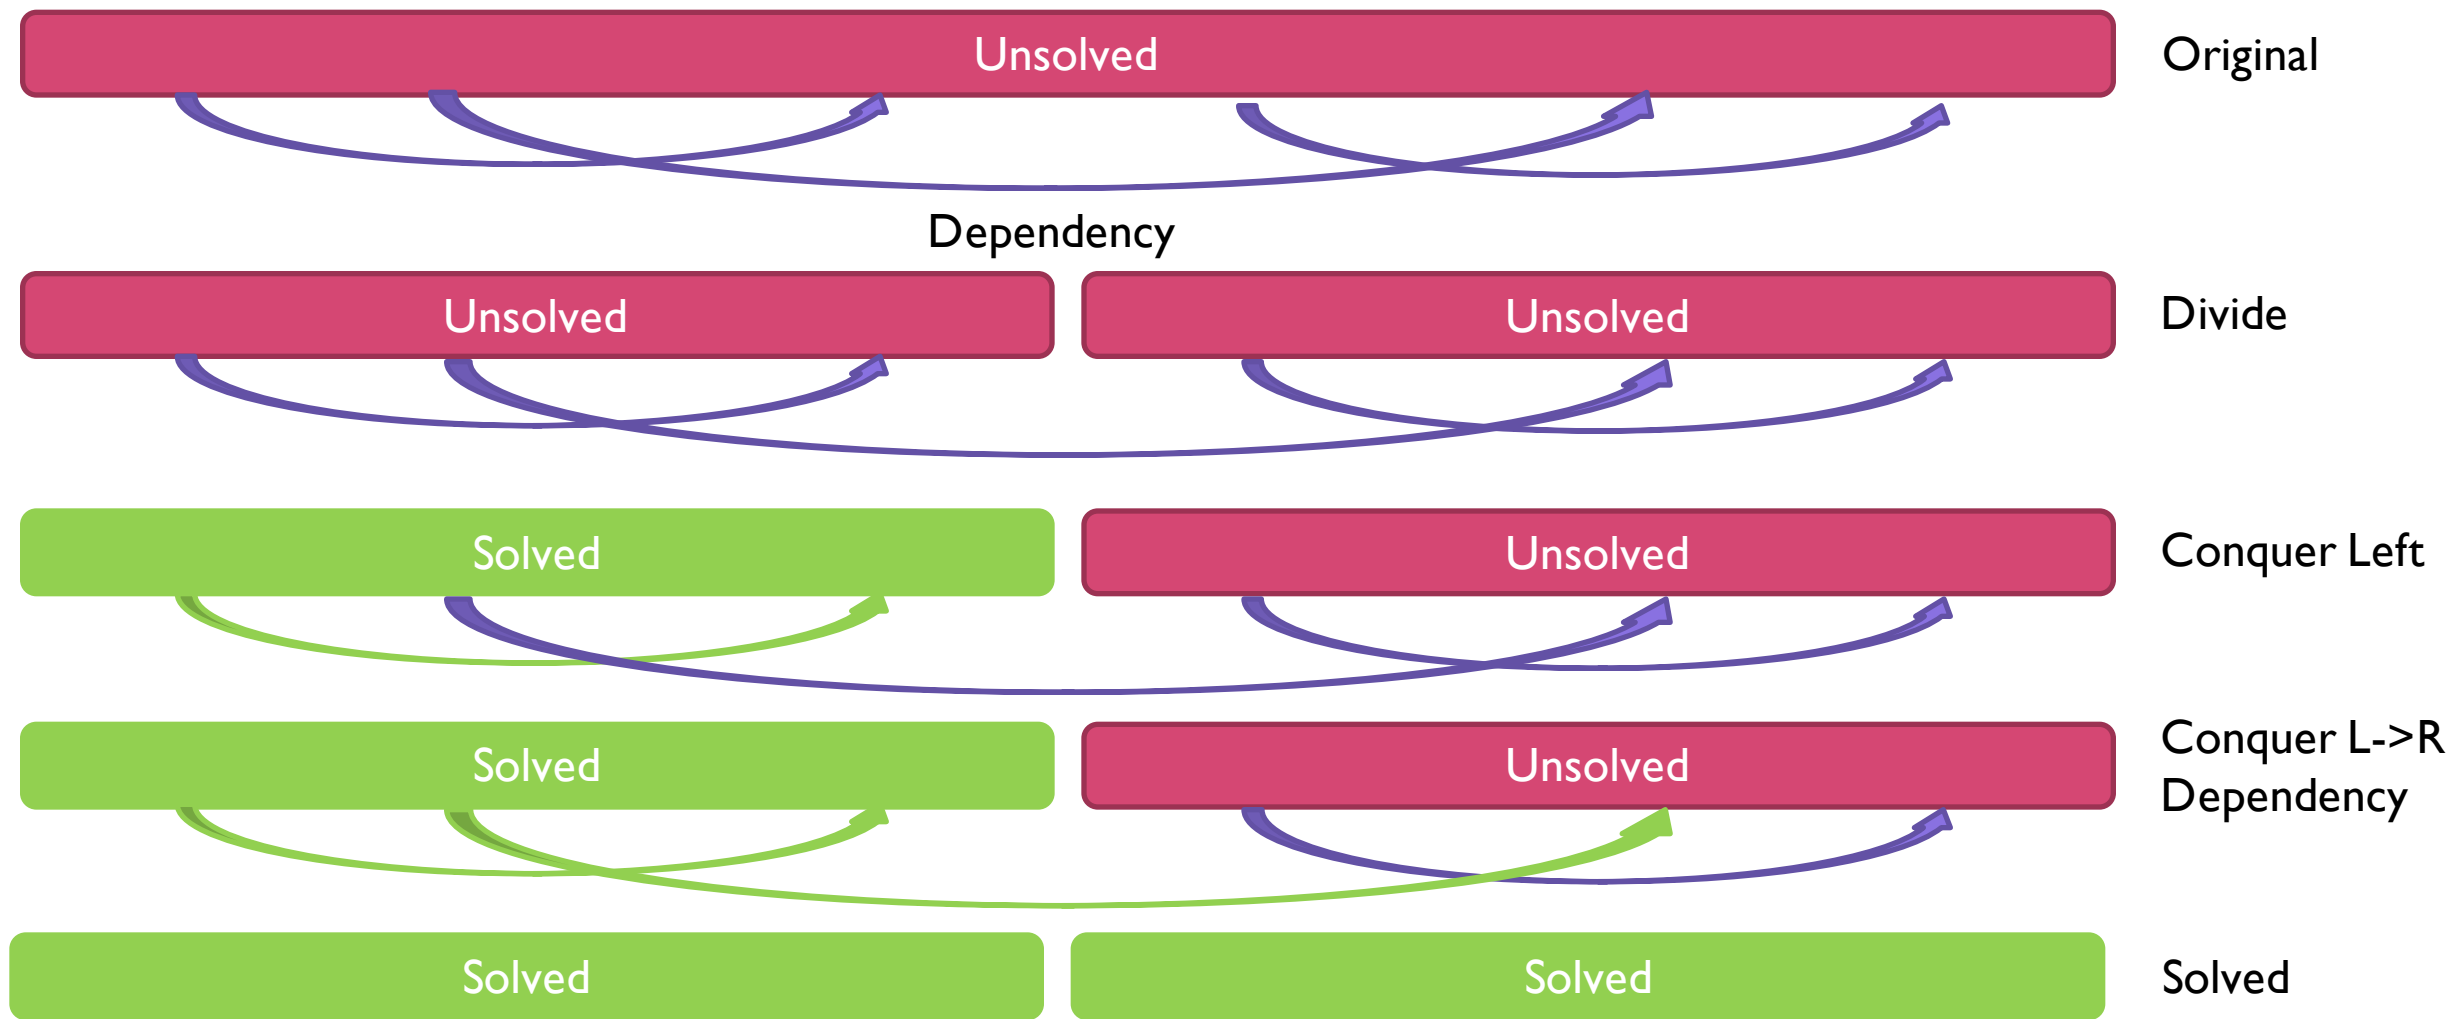 Unsolved
Original
Dependency
Unsolved
Unsolved
Divide
Solved
Unsolved
Conquer Left
Solved
Unsolved
Conquer L->R
Dependency
Solved
Solved
Solved